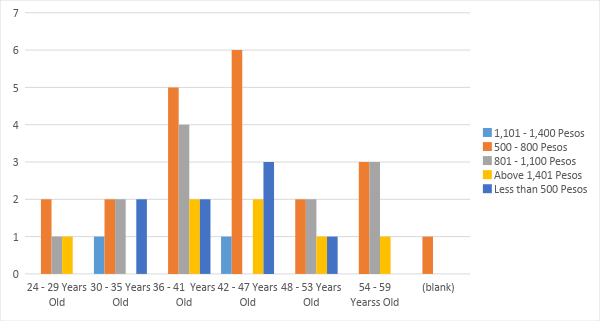 7
6
5
4
3
2
1
0
24 - 29 Years Old
30 - 35 Years Old
36 - 41 Years Old
42 - 47 Years Old
48 - 53 Years Old
54 - 59 Yearss Old
(blank)
1,101 - 1,400 Pesos
500 - 800 Pesos
801 - 1,100 Pesos
Above 1,401 Pesos
Less than 500 Pesos